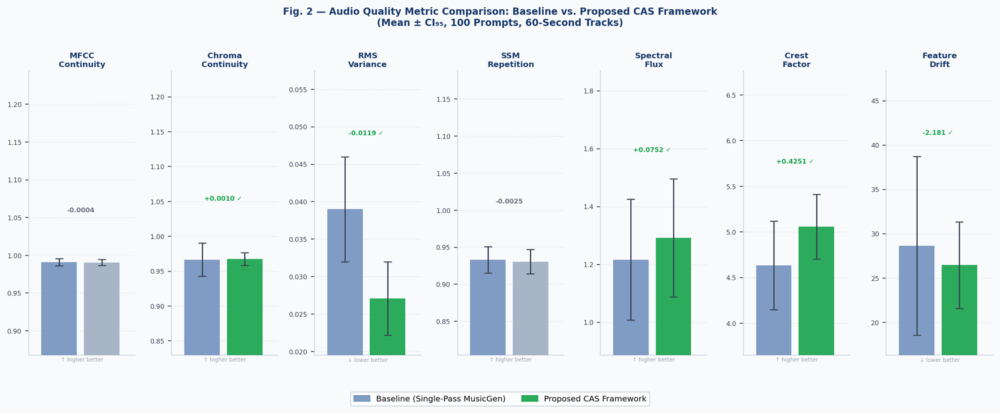 Fig. 2 — Audio Quality Metric Comparison: Baseline vs. Proposed CAS Framework
(Mean ± CI₉₅, 100 Prompts, 60-Second Tracks)
MFCC
Continuity
1.20
1.15
1.10
1.05
1.00
0.95
0.90
-0.0004
↑ higher better
Chroma
Continuity
1.20
1.15
1.10
1.05
1.00
0.95
0.90
0.85
+0.0010 ✓
↑ higher better
RMS
Variance
0.055
0.050
0.045
0.040
0.035
0.030
0.025
0.020
-0.0119 ✓
↓ lower better
SSM
Repetition
1.15
1.10
1.05
1.00
0.95
0.90
0.85
-0.0025
↑ higher better
Spectral
Flux
1.8
1.6
1.4
1.2
1.0
+0.0752 ✓
↑ higher better
Crest
Factor
6.5
6.0
5.5
5.0
4.5
4.0
+0.4251 ✓
↑ higher better
Feature
Drift
45
40
35
30
25
20
-2.181 ✓
↓ lower better
Baseline (Single-Pass MusicGen)
Proposed CAS Framework